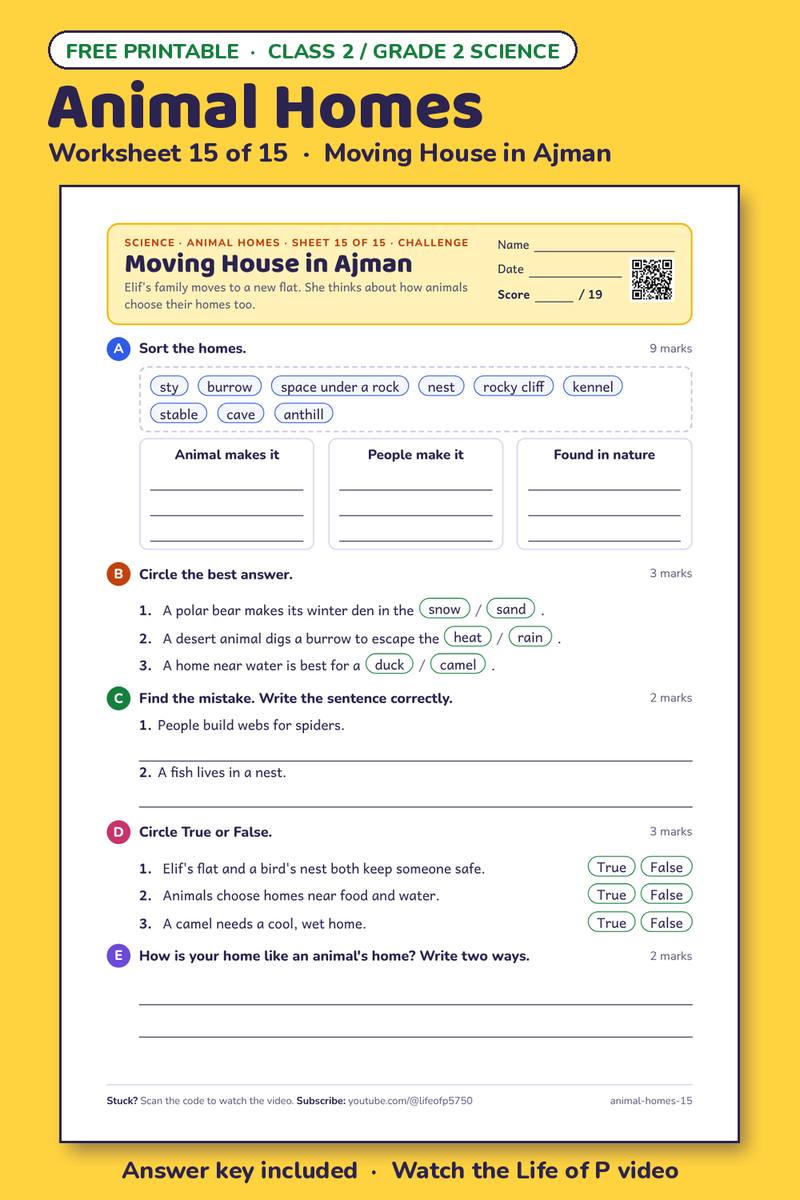 FREE PRINTABLE · CLASS 2 / GRADE 2 SCIENCE
Animal Homes
Worksheet 15 of 15 · Moving House in Ajman
SCIENCE · ANIMAL HOMES · SHEET 15 OF 15 · CHALLENGE
Moving House in Ajman
Elif's family moves to a new flat. She thinks about how animals
choose their homes too.
Name
Date
Score / 19
A Sort the homes. 9 marks
sty burrow space under a rock nest rocky cliff kennel
stable cave anthill
Animal makes it People make it Found in nature
B Circle the best answer. 3 marks
1. A polar bear makes its winter den in the snow / sand .
2. A desert animal digs a burrow to escape the heat / rain .
3. A home near water is best for a duck / camel .
C Find the mistake. Write the sentence correctly. 2 marks
1. People build webs for spiders.
2. A fish lives in a nest.
D Circle True or False. 3 marks
1. Elif's flat and a bird's nest both keep someone safe. True False
2. Animals choose homes near food and water. True False
3. A camel needs a cool, wet home. True False
E How is your home like an animal's home? Write two ways. 2 marks
Stuck? Scan the code to watch the video. Subscribe: youtube.com/@lifeofp5750 animal-homes-15
Answer key included · Watch the Life of P video